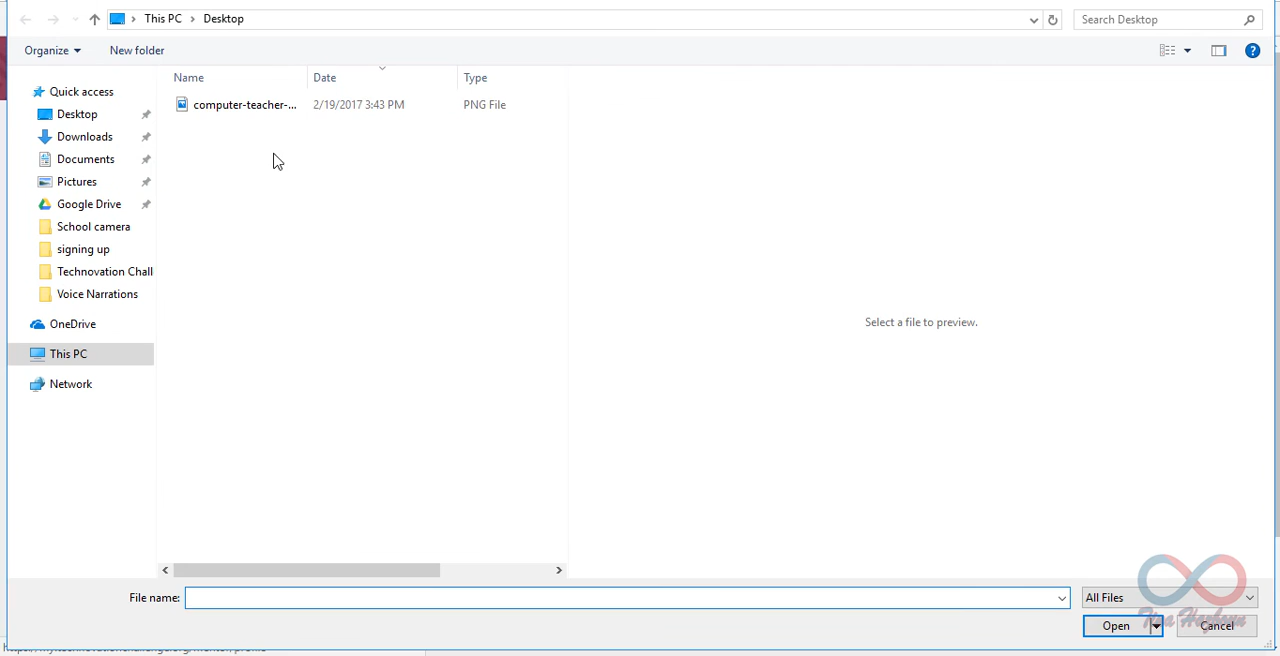 This PC > Desktop
Search Desktop
Organize
New folder
Name
Date
Type
Quick access
computer-teacher-...
2/19/2017 3:43 PM
PNG File
Desktop
Downloads
Documents
Pictures
Google Drive
School camera
signing up
Technovation Chall
Voice Narrations
OneDrive
Select a file to preview.
This PC
Network
File name:
All Files
Open
Cancel